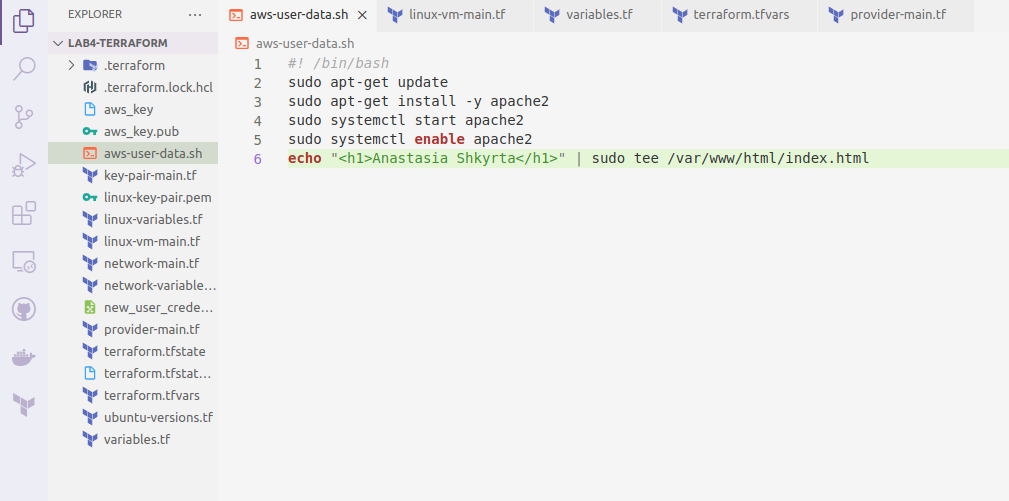 EXPLORER
LAB4-TERRAFORM
.terraform
.terraform.lock.hcl
aws_key
aws_key.pub
aws-user-data.sh
key-pair-main.tf
linux-key-pair.pem
linux-variables.tf
linux-vm-main.tf
network-main.tf
network-variable...
new_user_crede...
provider-main.tf
terraform.tfstate
terraform.tfstat...
terraform.tfvars
ubuntu-versions.tf
variables.tf
aws-user-data.sh linux-vm-main.tf variables.tf terraform.tfvars provider-main.tf
aws-user-data.sh
1 #! /bin/bash
2 sudo apt-get update
3 sudo apt-get install -y apache2
4 sudo systemctl start apache2
5 sudo systemctl enable apache2
6 echo "<h1>Anastasia Shkyrta</h1>" | sudo tee /var/www/html/index.html